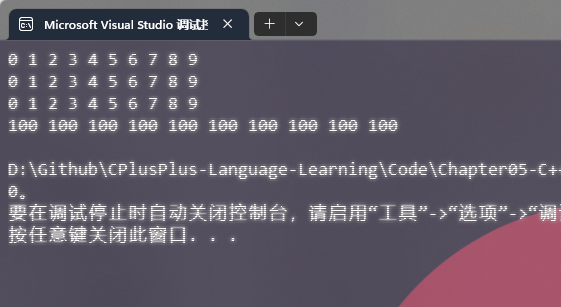 Microsoft Visual Studio 调试
0 1 2 3 4 5 6 7 8 9
0 1 2 3 4 5 6 7 8 9
0 1 2 3 4 5 6 7 8 9
100 100 100 100 100 100 100 100 100 100
D:\Github\CPlusPlus-Language-Learning\Code\Chapter05-C+
0。
要在调试停止时自动关闭控制台，请启用“工具”->“选项”->“调
按任意键关闭此窗口. . .